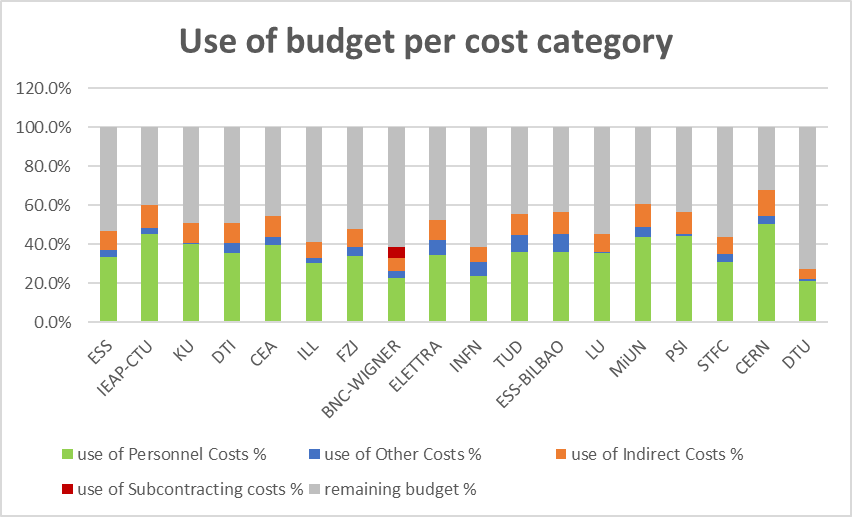 Use of budget per cost category
120.0%
100.0%
80.0%
60.0%
40.0%
20.0%
0.0%
ESS
IEAP-CTU
KU
DTI
CEA
ILL
FZJ
BNC-WIGNER
ELETTRA
INFN
TUD
ESS-BILBAO
LU
MiUN
PSI
STFC
CERN
DTU
use of Personnel Costs %
use of Other Costs %
use of Indirect Costs %
use of Subcontracting costs %
remaining budget %